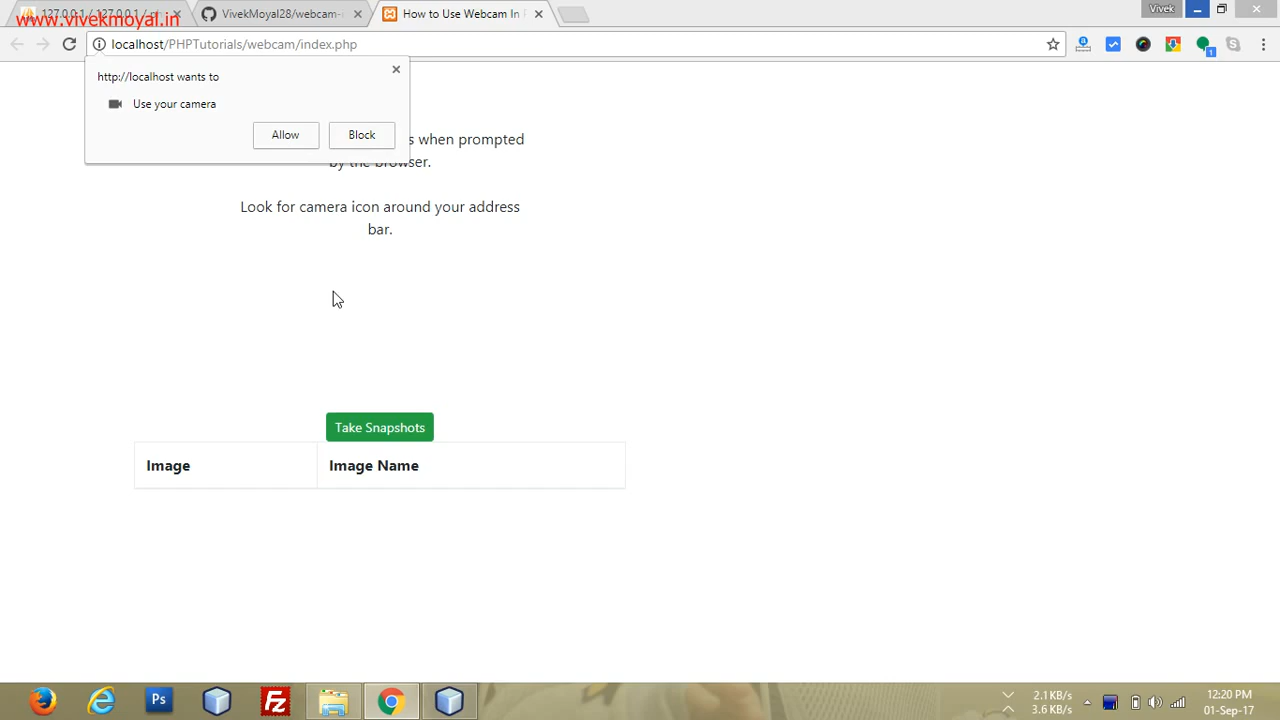 www.vivekmoyal.in
127.0.0.1 / 127.0.0.1 /
VivekMoyal28/webcam-
How to Use Webcam In
Vivek
localhost/PHPTutorials/webcam/index.php
1
http://localhost wants to
Use your camera
Allow
Block
when prompted
by the browser.
Look for camera icon around your address
bar.
Take Snapshots
Image
Image Name
Ps
Fz
2.1KB/s
3.6 KB/s
12:20 PM
01-Sep-17